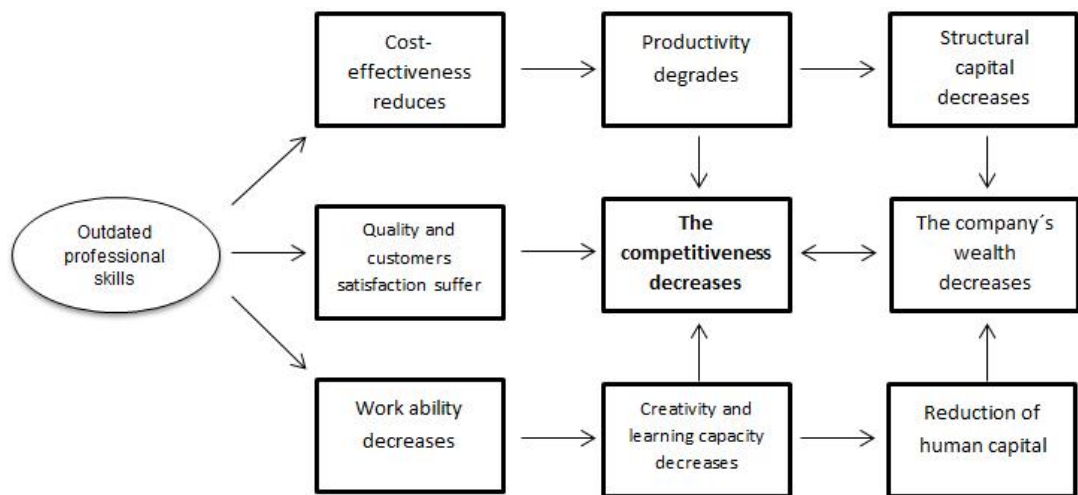 Cost-
effectiveness
reduces
Productivity
degrades
Structural
capital
decreases
Outdated
professional
skills
Quality and
customers
satisfaction suffer
The
competitiveness
decreases
The company´s
wealth
decreases
Work ability
decreases
Creativity and
learning capacity
decreases
Reduction of
human capital